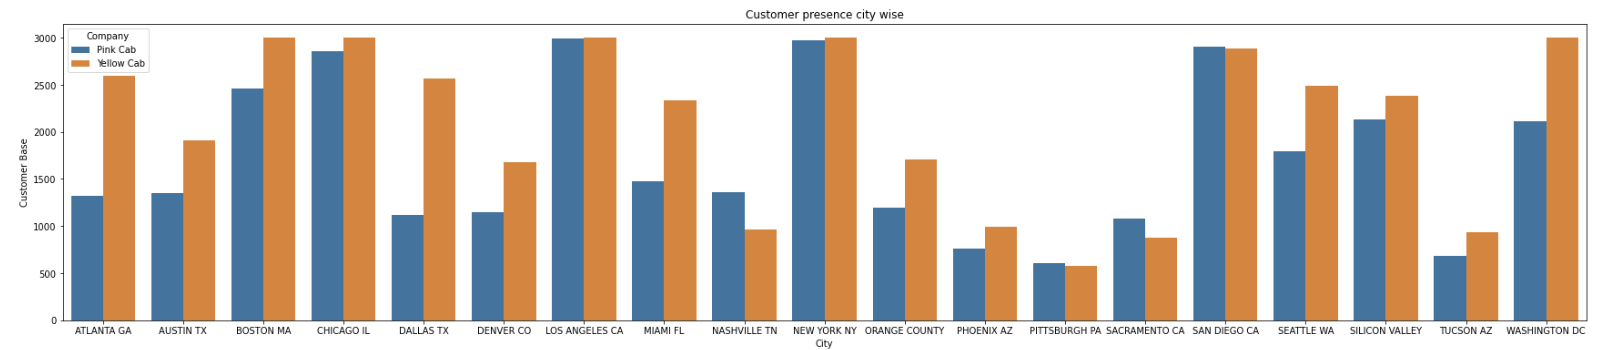 Customer presence city wise
Company
Pink Cab
Yellow Cab
Customer Base
3000
2500
2000
1500
1000
500
0
ATLANTA GA AUSTIN TX BOSTON MA CHICAGO IL DALLAS TX DENVER CO LOS ANGELES CA MIAMI FL NASHVILLE TN NEW YORK NY ORANGE COUNTY PHOENIX AZ PITTSBURGH PA SACRAMENTO CA SAN DIEGO CA SEATTLE WA SILICON VALLEY TUCSON AZ WASHINGTON DC
City